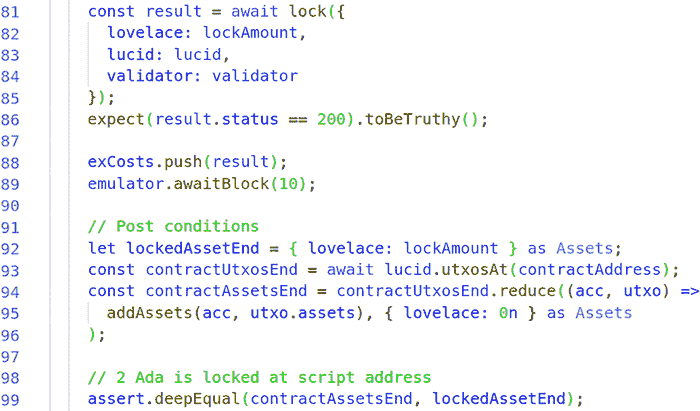 81 const result = await lock({
82 lovelace: lockAmount,
83 lucid: lucid,
84 validator: validator
85 });
86 expect(result.status == 200).toBeTruthy();
87
88 exCosts.push(result);
89 emulator.awaitBlock(10);
90
91 // Post conditions
92 let lockedAssetEnd = { lovelace: lockAmount } as Assets;
93 const contractUtxosEnd = await lucid.utxosAt(contractAddress);
94 const contractAssetsEnd = contractUtxosEnd.reduce((acc, utxo) =>
95 addAssets(acc, utxo.assets), { lovelace: 0n } as Assets
96 );
97
98 // 2 Ada is locked at script address
99 assert.deepEqual(contractAssetsEnd, lockedAssetEnd);